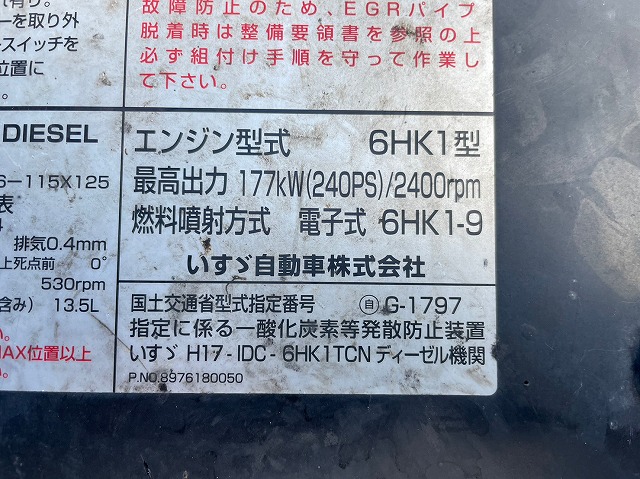 有り。
ーを取り外
スイッチを
位置に
故障防止のため、EGRパイプ
脱着時は整備要領書を参照の上
必ず組付け手順を守って作業し
て下さい。
DIESEL
6－115X125
表
排気0.4mm
上死点前 0°
530rpm
含み) 13.5L
い。
MAX位置以上
い。
エンジン型式 6HK1型
最高出力 177kW(240PS)/2400rpm
燃料噴射方式 電子式 6HK1-9
いすゞ自動車株式会社
国土交通省型式指定番号 自 G-1797
指定に係る一酸化炭素等発散防止装置
いすゞ H17-IDC-6HK1TCN ディーゼル機関
P.NO.8976180050